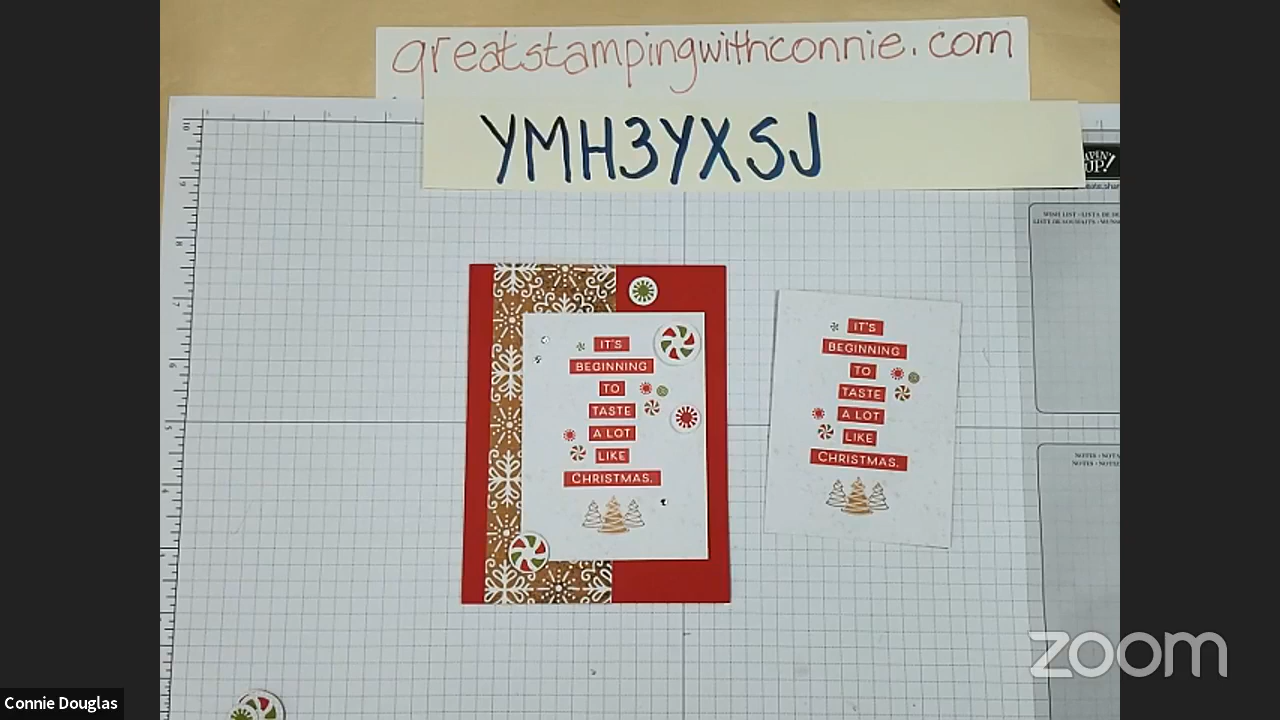 greatstampingwithconnie.com
YMH3YXSJ
UP!
IT'S
BEGINNING
TO
TASTE
A LOT
LIKE
CHRISTMAS.
IT'S
BEGINNING
TO
TASTE
A LOT
LIKE
CHRISTMAS.
zoom
Connie Douglas